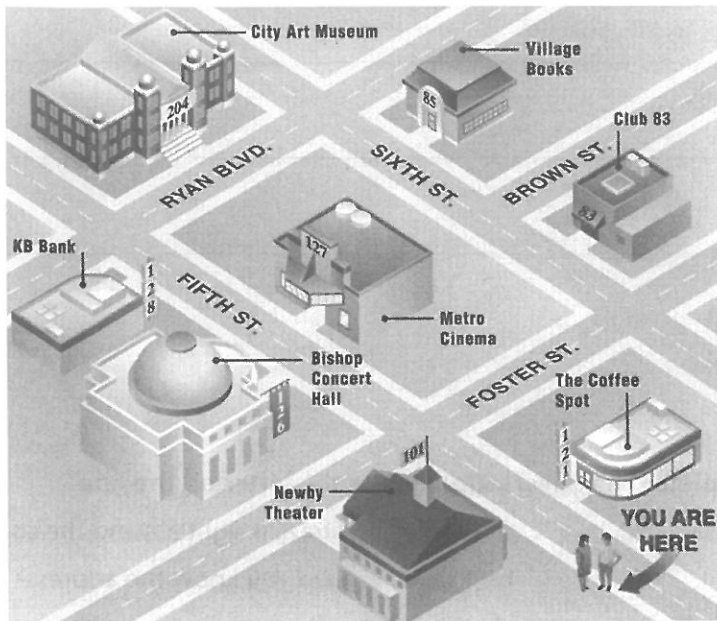 City Art Museum
204
Village
Books
85
Club 83
83
RYAN BLVD.
SIXTH ST.
BROWN ST.
KB Bank
128
FIFTH ST.
127
Metro
Cinema
Bishop
Concert
Hall
126
FOSTER ST.
The Coffee
Spot
121
101
Newby
Theater
YOU ARE
HERE